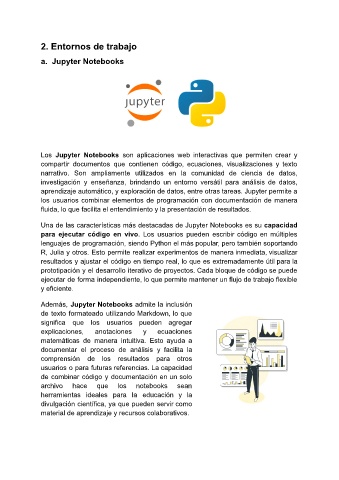 2. Entornos de trabajo
a. Jupyter Notebooks
jupyter
Los Jupyter Notebooks son aplicaciones web interactivas que permiten crear y
compartir documentos que contienen código, ecuaciones, visualizaciones y texto
narrativo. Son ampliamente utilizados en la comunidad de ciencia de datos,
investigación y enseñanza, brindando un entorno versátil para análisis de datos,
aprendizaje automático, y exploración de datos, entre otras tareas. Jupyter permite a
los usuarios combinar elementos de programación con documentación de manera
fluida, lo que facilita el entendimiento y la presentación de resultados.
Una de las características más destacadas de Jupyter Notebooks es su capacidad
para ejecutar código en vivo. Los usuarios pueden escribir código en múltiples
lenguajes de programación, siendo Python el más popular, pero también soportando
R, Julia y otros. Esto permite realizar experimentos de manera inmediata, visualizar
resultados y ajustar el código en tiempo real, lo que es extremadamente útil para la
prototipación y el desarrollo iterativo de proyectos. Cada bloque de código se puede
ejecutar de forma independiente, lo que permite mantener un flujo de trabajo flexible
y eficiente.
Además, Jupyter Notebooks admite la inclusión
de texto formateado utilizando Markdown, lo que
significa que los usuarios pueden agregar
explicaciones, anotaciones y ecuaciones
matemáticas de manera intuitiva. Esto ayuda a
documentar el proceso de análisis y facilita la
comprensión de los resultados para otros
usuarios o para futuras referencias. La capacidad
de combinar código y documentación en un solo
archivo hace que los notebooks sean
herramientas ideales para la educación y la
divulgación científica, ya que pueden servir como
material de aprendizaje y recursos colaborativos.